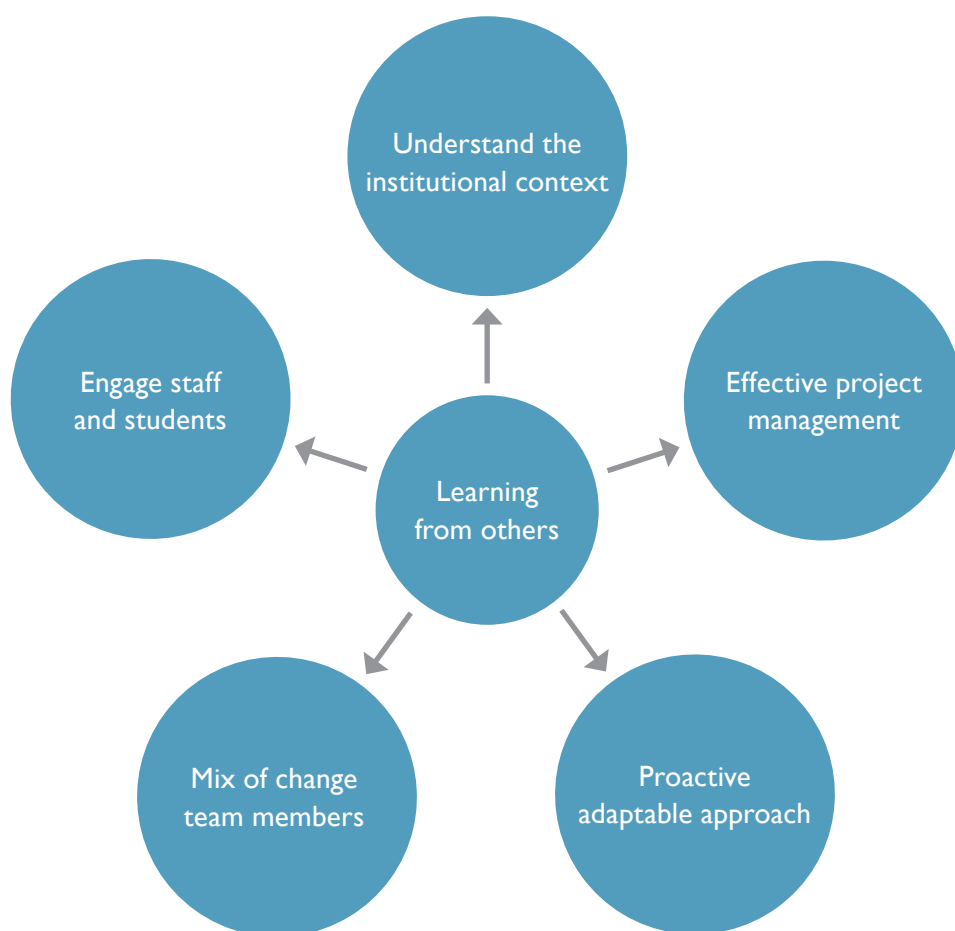 Understand the
institutional context
Engage staff
and students
Effective project
management
Learning
from others
Mix of change
team members
Proactive
adaptable approach